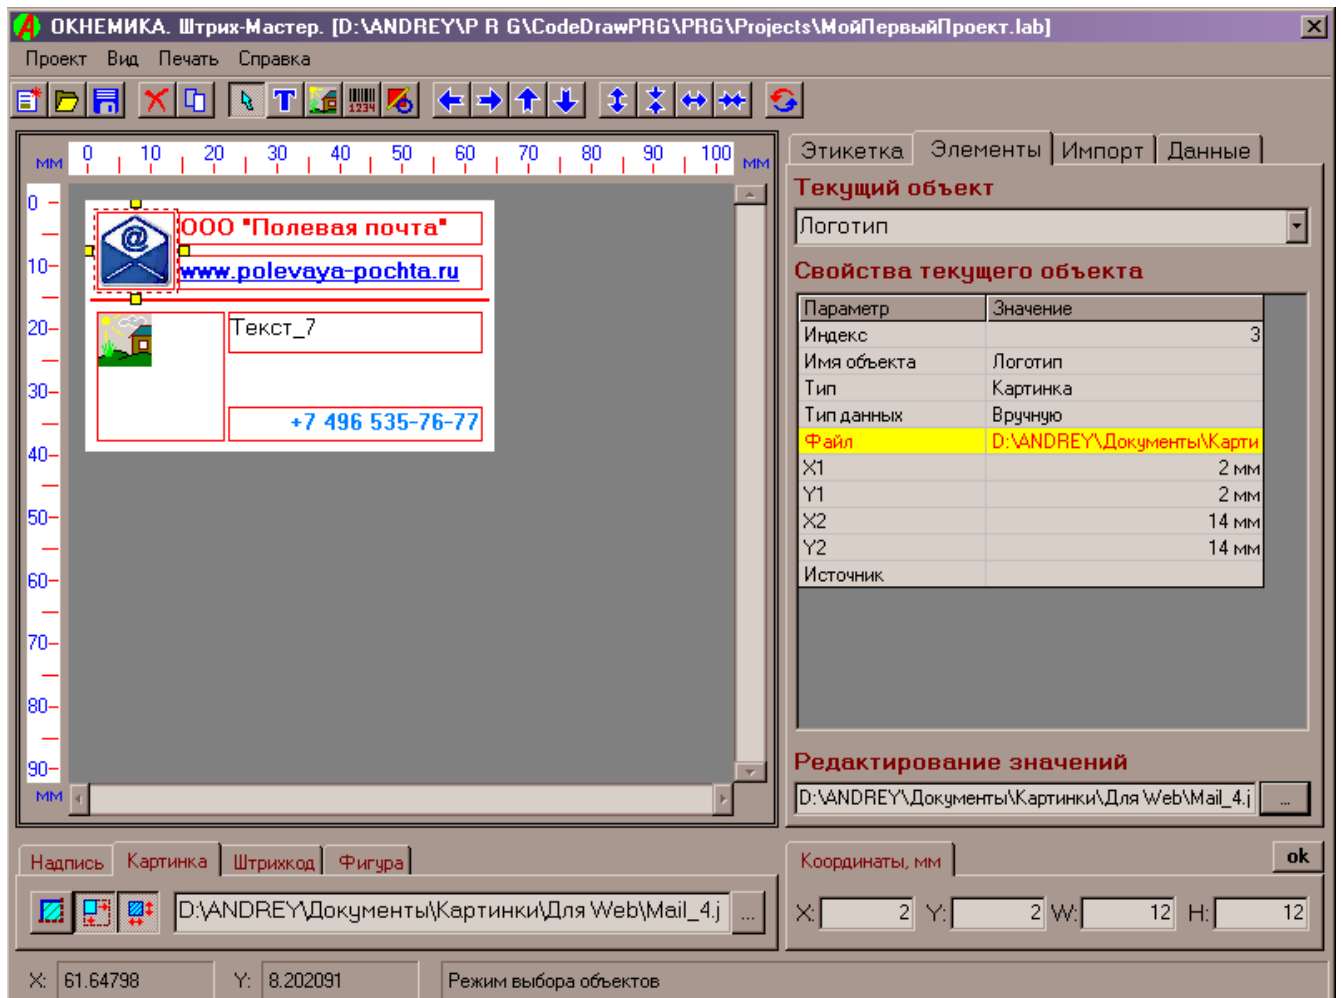 ОКНЕМИКА. Штрих-Мастер. [D:\ANDREY\P R G\CodeDrawPRG\PRG\Projects\МойПервыйПроект.lab]
Проект Вид Печать Справка
T 1234
мм 0 10 20 30 40 50 60 70 80 90 100 мм
0
10
20
30
40
50
60
70
80
90
мм
@
ООО "Полевая почта"
www.polevaya-pochta.ru
Текст_7
+7 496 535-76-77
Этикетка Элементы Импорт Данные
Текущий объект
Логотип
Свойства текущего объекта
Параметр Значение
Индекс 3
Имя объекта Логотип
Тип Картинка
Тип данных Вручную
Файл D:\ANDREY\Документы\Карти
X1 2 мм
Y1 2 мм
X2 14 мм
Y2 14 мм
Источник
Редактирование значений
D:\ANDREY\Документы\Картинки\Для Web\Mail_4.j ...
Надпись Картинка Штрихкод Фигура
D:\ANDREY\Документы\Картинки\Для Web\Mail_4.j ...
Координаты, мм ok
X: 2 Y: 2 W: 12 H: 12
X: 61.64798 Y: 8.202091 Режим выбора объектов